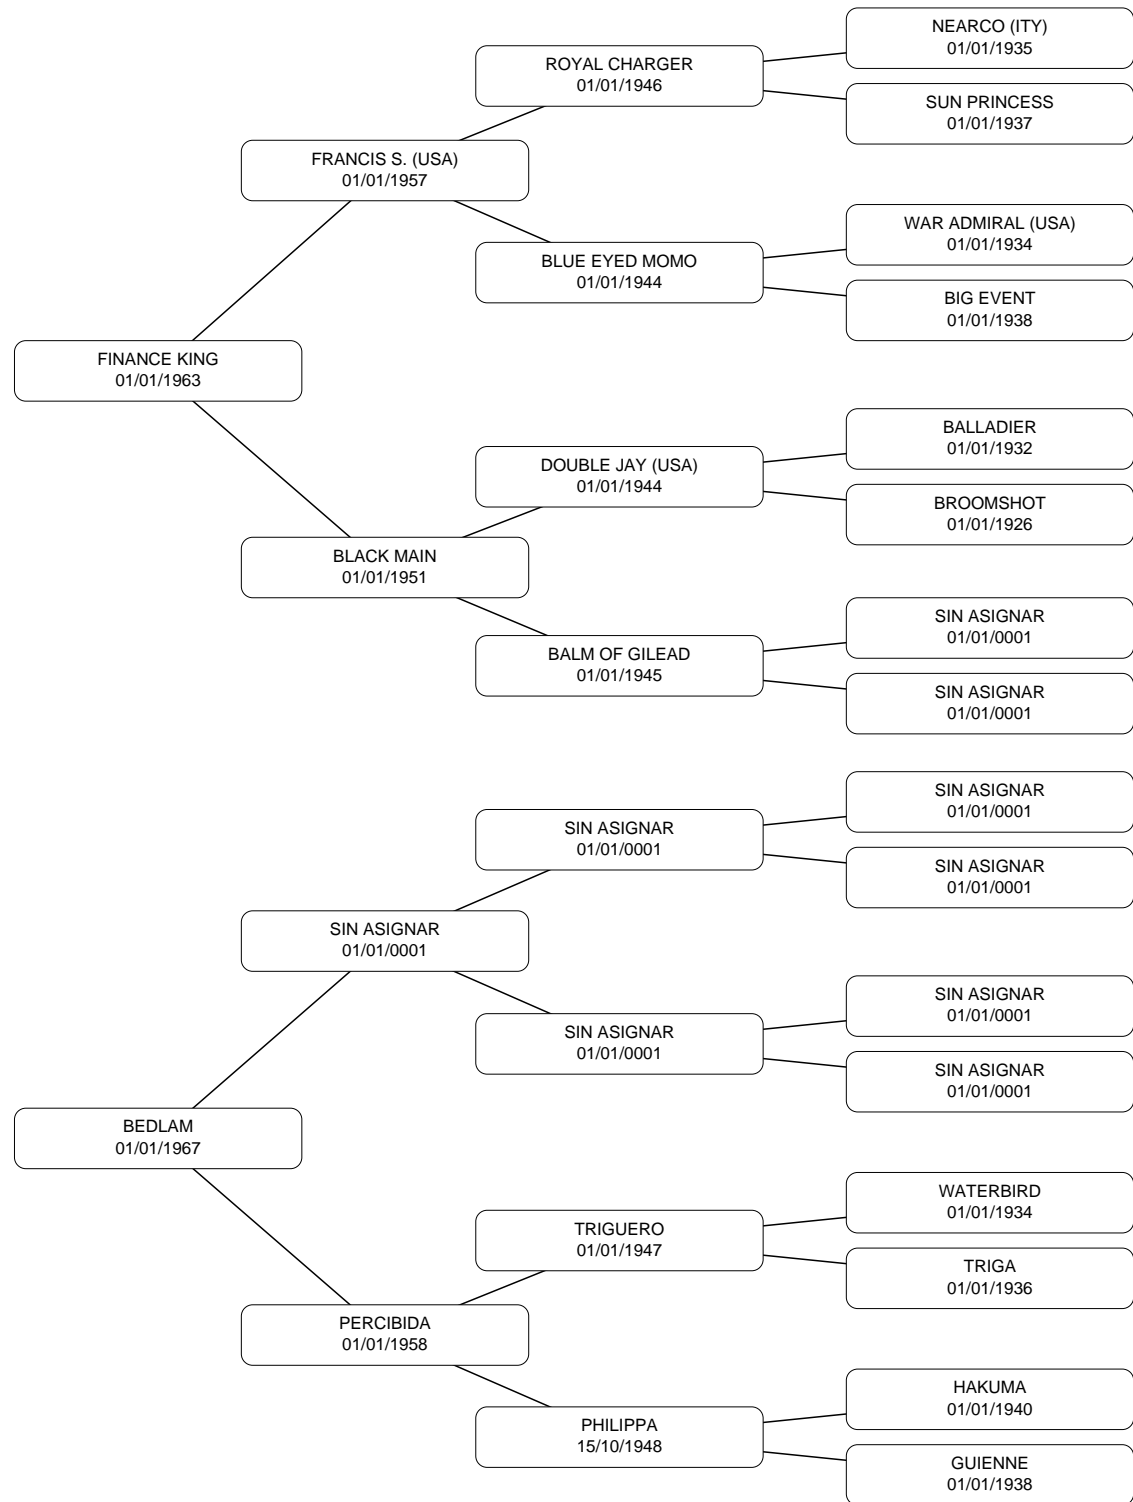 NEARCO (ITY)
01/01/1935
ROYAL CHARGER
01/01/1946
SUN PRINCESS
01/01/1937
FRANCIS S. (USA)
01/01/1957
WAR ADMIRAL (USA)
01/01/1934
BLUE EYED MOMO
01/01/1944
BIG EVENT
01/01/1938
FINANCE KING
01/01/1963
BALLADIER
01/01/1932
DOUBLE JAY (USA)
01/01/1944
BROOMSHOT
01/01/1926
BLACK MAIN
01/01/1951
SIN ASIGNAR
01/01/0001
BALM OF GILEAD
01/01/1945
SIN ASIGNAR
01/01/0001
SIN ASIGNAR
01/01/0001
SIN ASIGNAR
01/01/0001
SIN ASIGNAR
01/01/0001
SIN ASIGNAR
01/01/0001
SIN ASIGNAR
01/01/0001
SIN ASIGNAR
01/01/0001
SIN ASIGNAR
01/01/0001
BEDLAM
01/01/1967
WATERBIRD
01/01/1934
TRIGUERO
01/01/1947
TRIGA
01/01/1936
PERCIBIDA
01/01/1958
HAKUMA
01/01/1940
PHILIPPA
15/10/1948
GUIENNE
01/01/1938